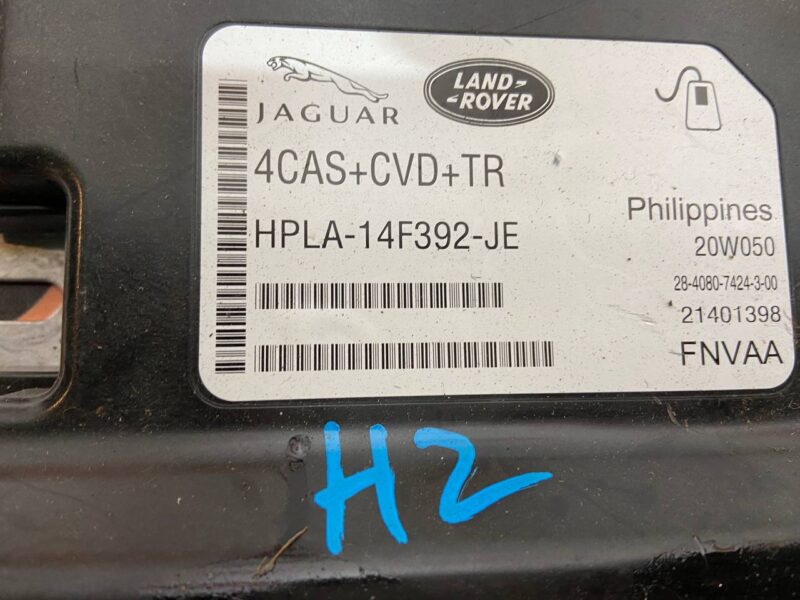 JAGUAR
LAND-
-ROVER
4CAS+CVD+TR
HPLA-14F392-JE
Philippines
20W050
28-4080-7424-3-00
21401398
FNVAA
H2